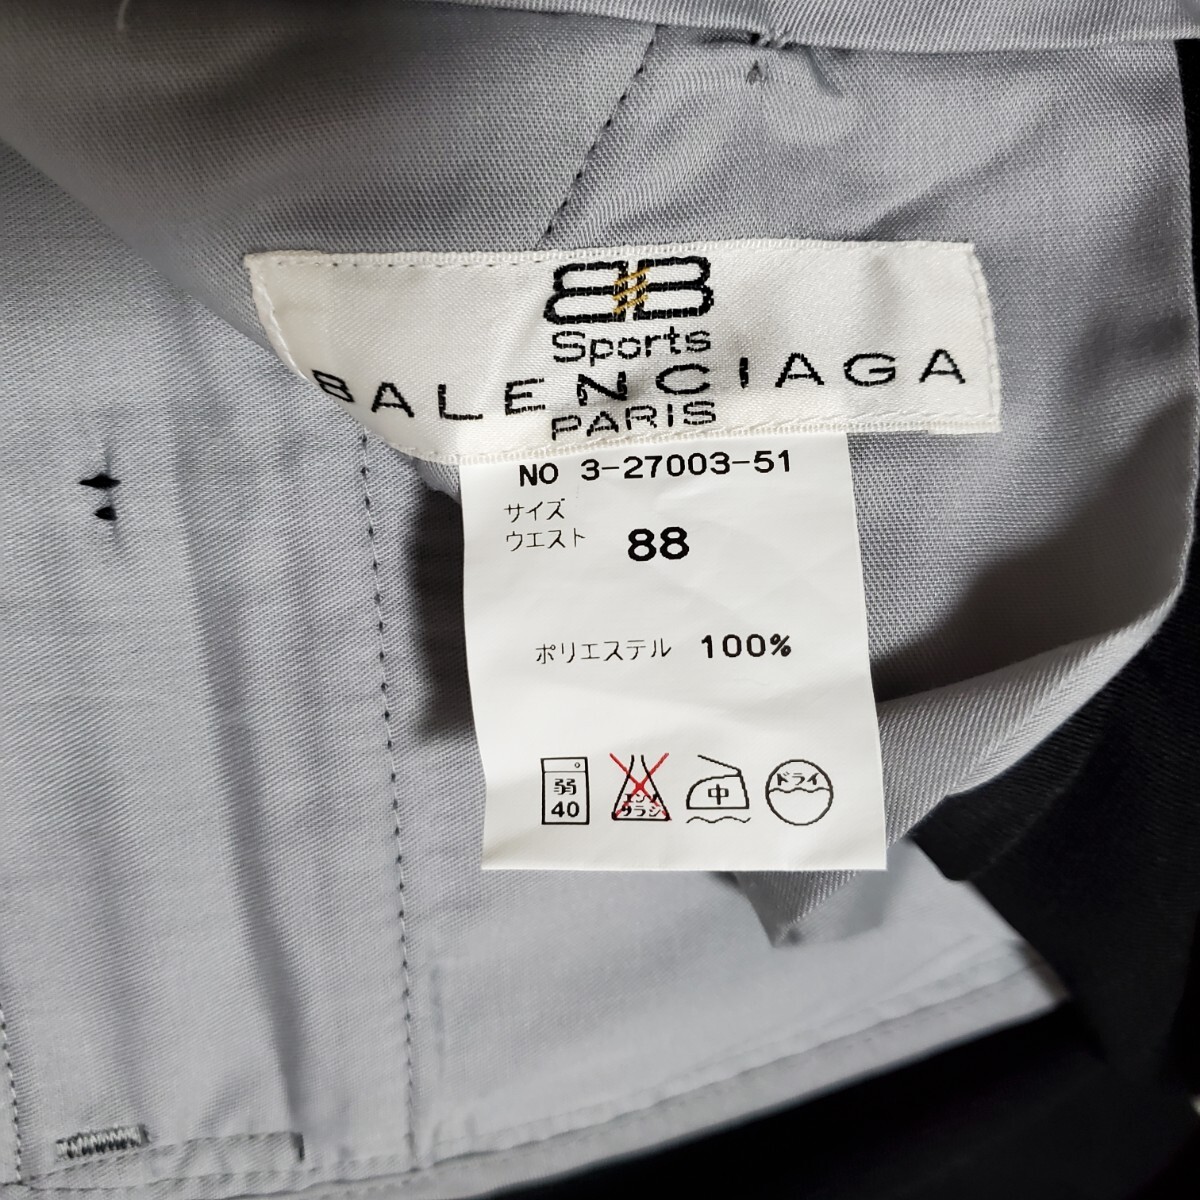 BB
Sports
BALENCIAGA
PARIS
NO 3-27003-51
サイズ
ウエスト 88
ポリエステル 100%
弱
40
エンソ
サラシ
中
ドライ